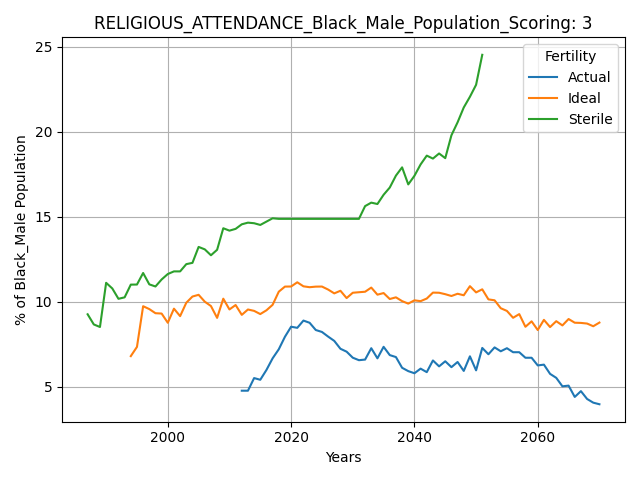 RELIGIOUS_ATTENDANCE_Black_Male_Population_Scoring: 3
% of Black_Male Population
25
20
15
10
5
Fertility
Actual
Ideal
Sterile
2000
2020
2040
2060
Years